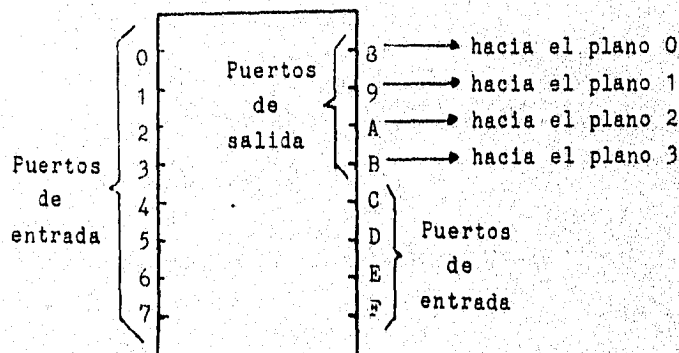 0
1
2
3
4
5
6
7
Puertos
de
entrada
Puertos
de
salida
8 hacia el plano 0
9 hacia el plano 1
A hacia el plano 2
B hacia el plano 3
C
D
E
F
Puertos
de
entrada